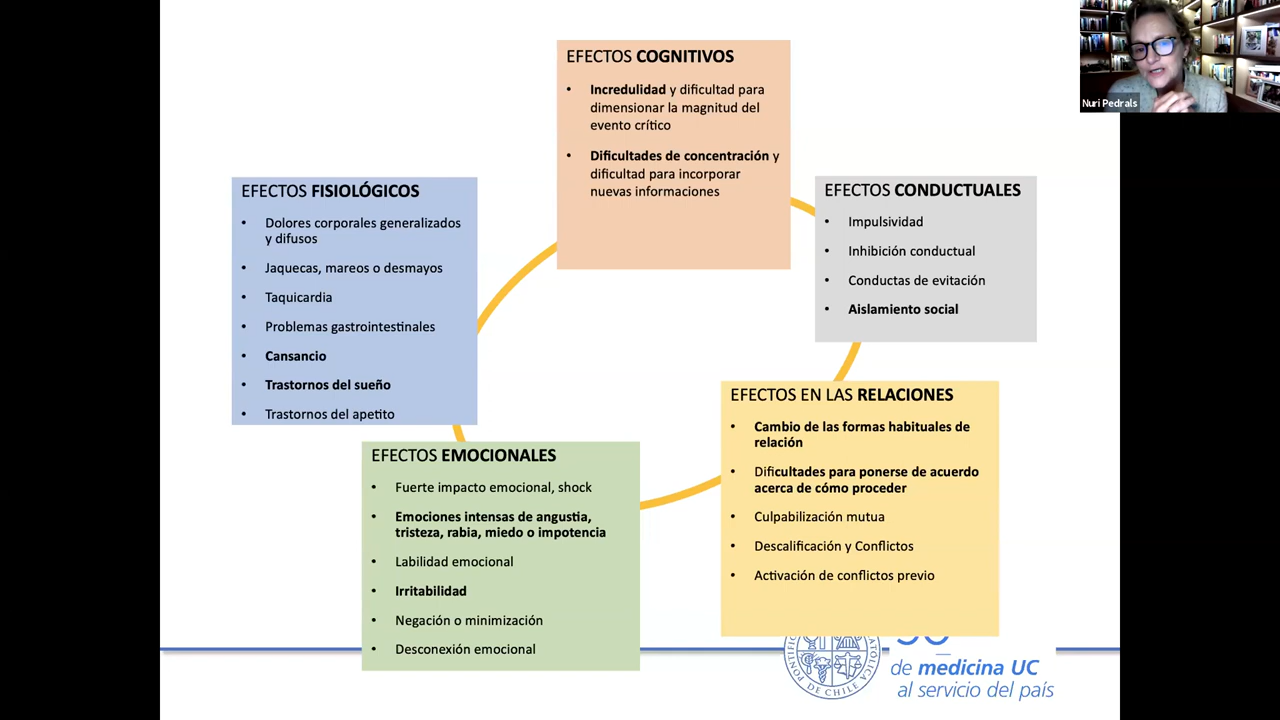 EFECTOS COGNITIVOS
• Incredulidad y dificultad para
dimensionar la magnitud del
evento crítico
• Dificultades de concentración y
dificultad para incorporar
nuevas informaciones
Nuri Pedrals
EFECTOS FISIOLÓGICOS
• Dolores corporales generalizados
y difusos
• Jaquecas, mareos o desmayos
• Taquicardia
• Problemas gastrointestinales
• Cansancio
• Trastornos del sueño
• Trastornos del apetito
EFECTOS CONDUCTUALES
• Impulsividad
• Inhibición conductual
• Conductas de evitación
• Aislamiento social
EFECTOS EMOCIONALES
• Fuerte impacto emocional, shock
• Emociones intensas de angustia,
tristeza, rabia, miedo o impotencia
• Labilidad emocional
• Irritabilidad
• Negación o minimización
• Desconexión emocional
EFECTOS EN LAS RELACIONES
• Cambio de las formas habituales de
relación
• Dificultades para ponerse de acuerdo
acerca de cómo proceder
• Culpabilización mutua
• Descalificación y Conflictos
• Activación de conflictos previo
DE CHILE
de medicina UC
al servicio del país